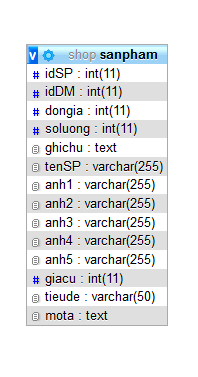 v shop sanpham
# idSP : int(11)
# idDM : int(11)
# dongia : int(11)
# soluong : int(11)
ghichu : text
tenSP : varchar(255)
anh1 : varchar(255)
anh2 : varchar(255)
anh3 : varchar(255)
anh4 : varchar(255)
anh5 : varchar(255)
# giacu : int(11)
tieude : varchar(50)
mota : text